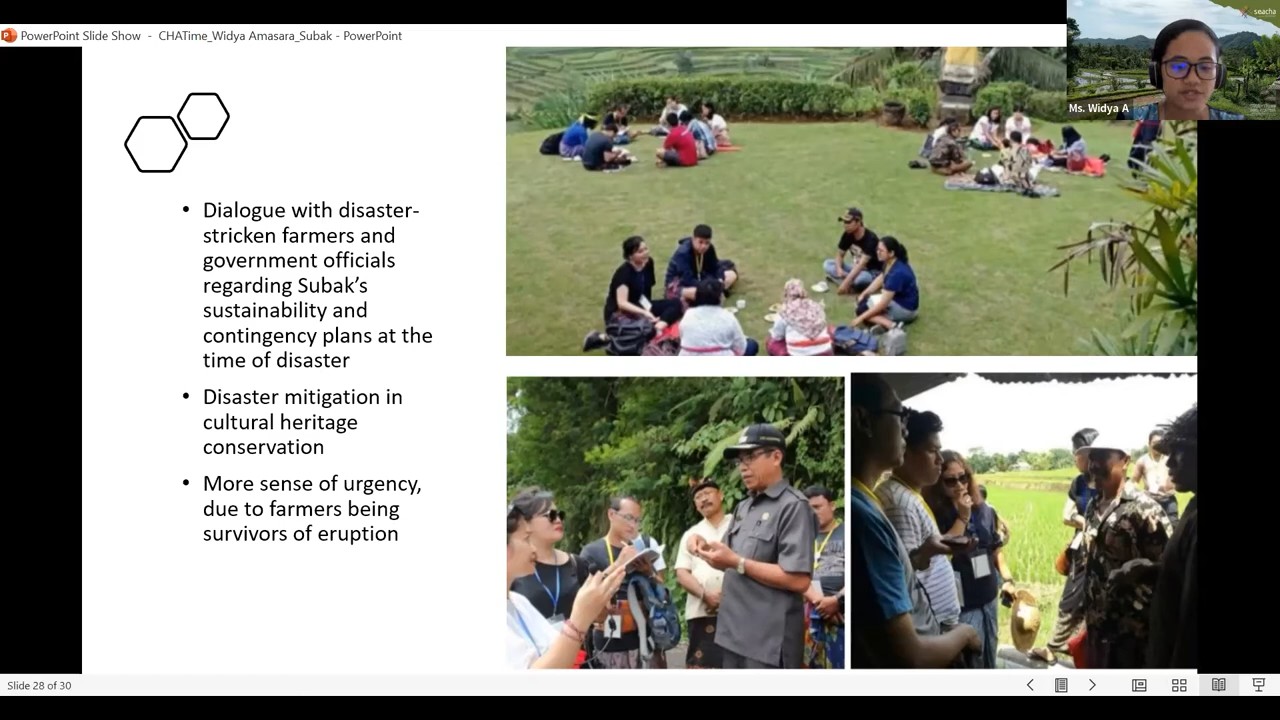 seacha
PowerPoint Slide Show - CHATime_Widya Amasara_Subak - PowerPoint
Ms. Widya A
• Dialogue with disaster-
stricken farmers and
government officials
regarding Subak’s
sustainability and
contingency plans at the
time of disaster
• Disaster mitigation in
cultural heritage
conservation
• More sense of urgency,
due to farmers being
survivors of eruption
Slide 28 of 30